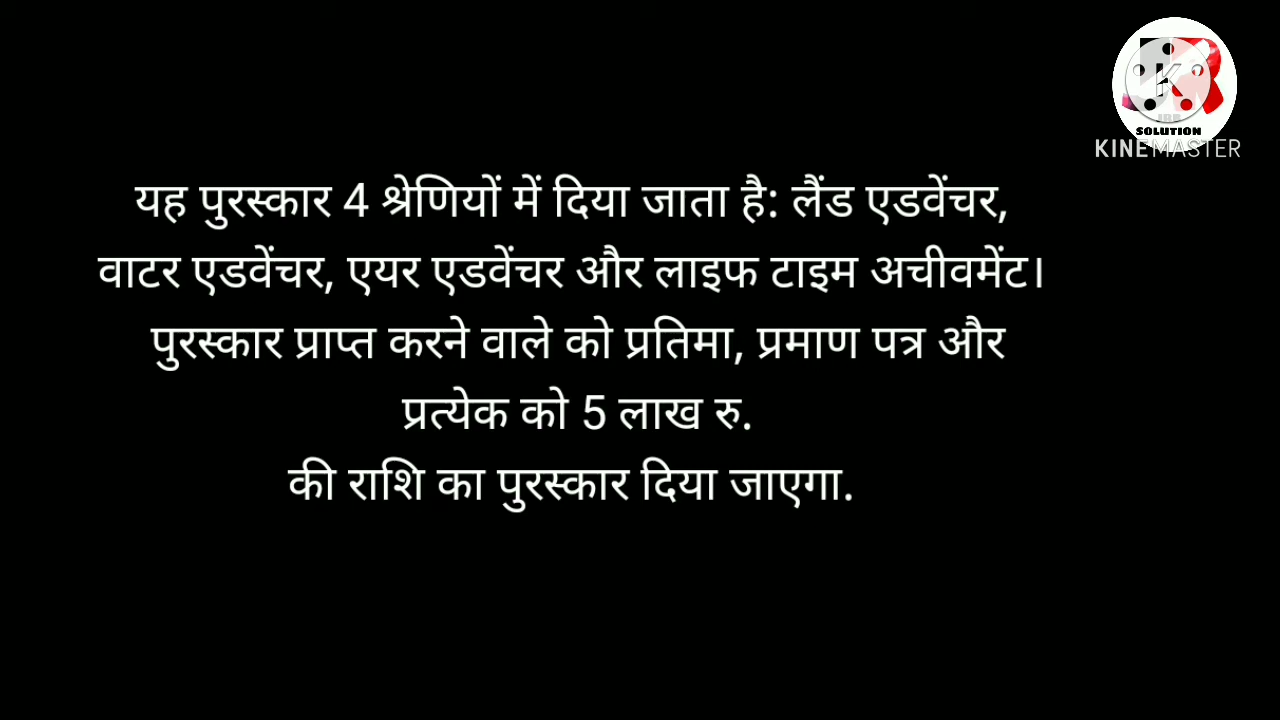 यह पुरस्कार 4 श्रेणियों में दिया जाता है: लैंड एडवेंचर,
वाटर एडवेंचर, एयर एडवेंचर और लाइफ टाइम अचीवमेंट।
पुरस्कार प्राप्त करने वाले को प्रतिमा, प्रमाण पत्र और
प्रत्येक को 5 लाख रु.
की राशि का पुरस्कार दिया जाएगा.
SOLUTION
KINEMASTER